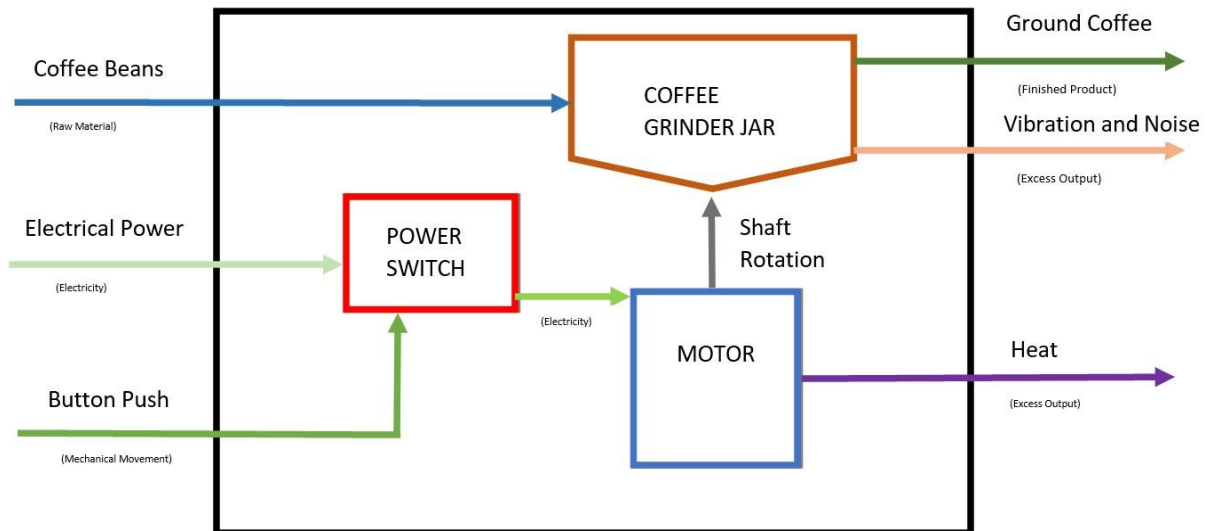 Ground Coffee
(Finished Product)
Coffee Beans
(Raw Material)
COFFEE
GRINDER JAR
Vibration and Noise
(Excess Output)
Electrical Power
(Electricity)
POWER
SWITCH
Shaft
Rotation
(Electricity)
MOTOR
Heat
(Excess Output)
Button Push
(Mechanical Movement)